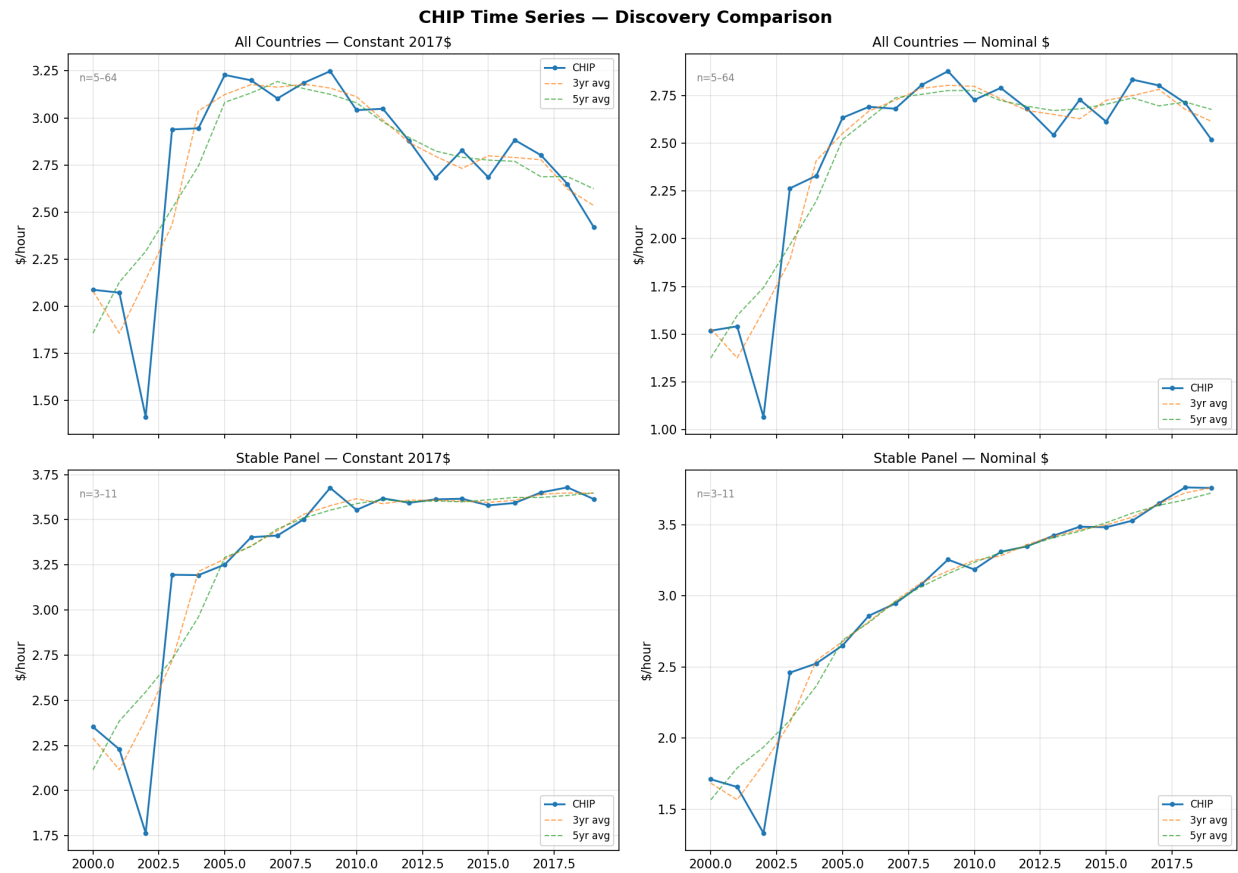 CHIP Time Series — Discovery Comparison
All Countries — Constant 2017$
n=5–64
CHIP
3yr avg
5yr avg
$/hour
3.25
3.00
2.75
2.50
2.25
2.00
1.75
1.50
All Countries — Nominal $
n=5–64
CHIP
3yr avg
5yr avg
$/hour
2.75
2.50
2.25
2.00
1.75
1.50
1.25
1.00
Stable Panel — Constant 2017$
n=3–11
CHIP
3yr avg
5yr avg
$/hour
3.75
3.50
3.25
3.00
2.75
2.50
2.25
2.00
1.75
2000.0 2002.5 2005.0 2007.5 2010.0 2012.5 2015.0 2017.5
Stable Panel — Nominal $
n=3–11
CHIP
3yr avg
5yr avg
$/hour
3.5
3.0
2.5
2.0
1.5
2000.0 2002.5 2005.0 2007.5 2010.0 2012.5 2015.0 2017.5